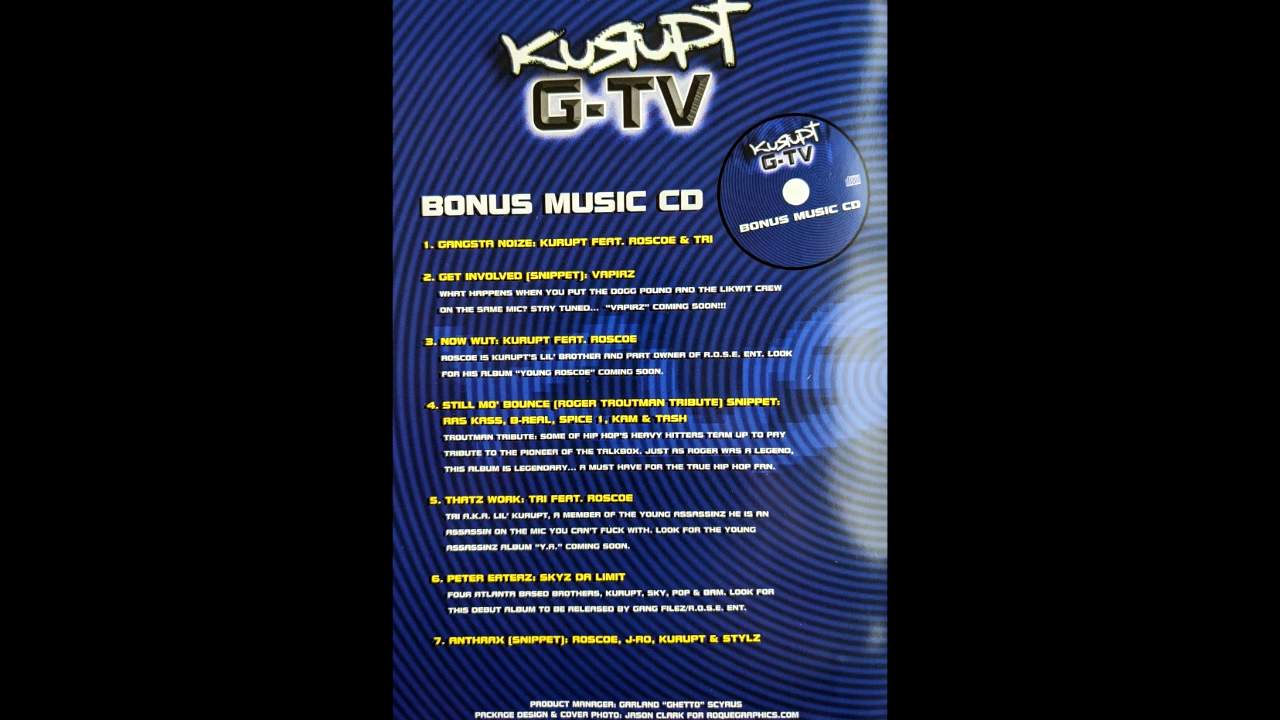 KURUPT
G-TV
KURUPT
G-TV
BONUS MUSIC CD
BONUS MUSIC CD
1. GANGSTA NOIZE: KURUPT FEAT. ROSCOE & TRI
2. GET INVOLVED (SNIPPET): VAPIRZ
WHAT HAPPENS WHEN YOU PUT THE DOGG POUND AND THE LIKWIT CREW
ON THE SAME MIC? STAY TUNED... "VAPIRZ" COMING SOON!!!
3. NOW WUT: KURUPT FEAT. ROSCOE
ROSCOE IS KURUPT'S LIL' BROTHER AND PART OWNER OF R.O.S.E. ENT. LOOK
FOR HIS ALBUM "YOUNG ROSCOE" COMING SOON.
4. STILL MO' BOUNCE (ROGER TROUTMAN TRIBUTE) SNIPPET:
RAS KASS, B-REAL, SPICE 1, KAM & TASH
TROUTMAN TRIBUTE: SOME OF HIP HOP'S HEAVY HITTERS TEAM UP TO PAY
TRIBUTE TO THE PIONEER OF THE TALKBOX. JUST AS ROGER WAS A LEGEND,
THIS ALBUM IS LEGENDARY... A MUST HAVE FOR THE TRUE HIP HOP FAN.
5. THATZ WORK: TRI FEAT. ROSCOE
TRI A.K.A. LIL' KURUPT, A MEMBER OF THE YOUNG ASSASSINZ HE IS AN
ASSASSIN ON THE MIC YOU CAN'T FUCK WITH. LOOK FOR THE YOUNG
ASSASSINZ ALBUM "Y.A." COMING SOON.
6. PETER EATERZ: SKYZ DA LIMIT
FOUR ATLANTA BASED BROTHERS, KURUPT, SKY, POP & BAM. LOOK FOR
THIS DEBUT ALBUM TO BE RELEASED BY GANG FILEZ/R.O.S.E. ENT.
7. ANTHRAX (SNIPPET): ROSCOE, J-RO, KURUPT & STYLZ
PRODUCT MANAGER: GARLAND "GHETTO" SCYRUS
PACKAGE DESIGN & COVER PHOTO: JASON CLARK FOR ROQUEGRAPHICS.COM